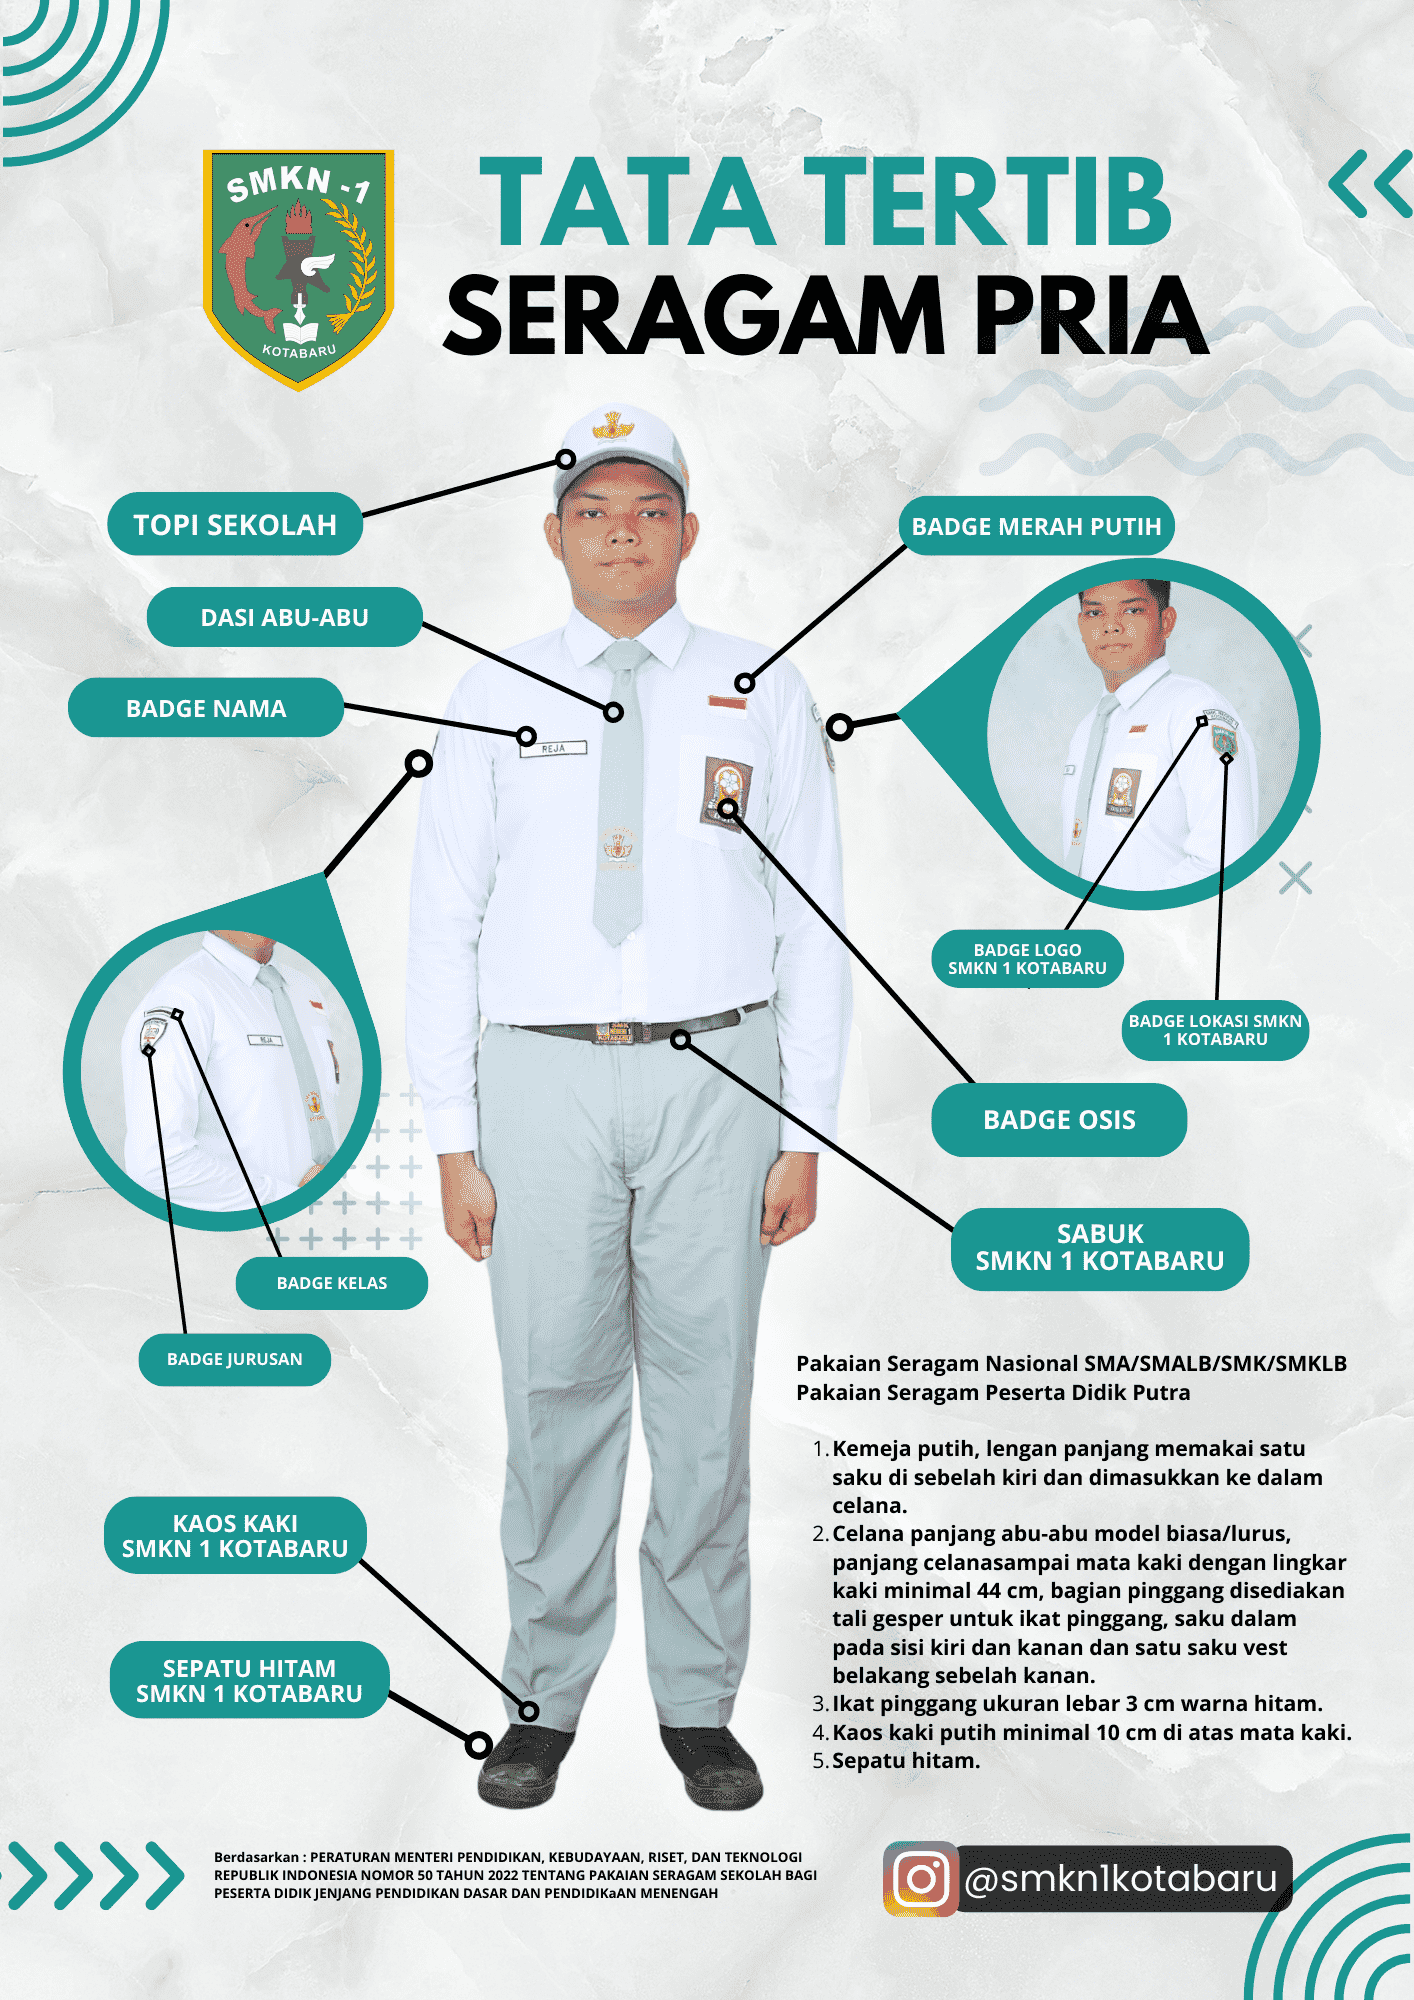 SMKN -1
KOTABARU
TATA TERTIB
SERAGAM PRIA
TOPI SEKOLAH
DASI ABU-ABU
BADGE NAMA
BADGE MERAH PUTIH
REJA
BADGE LOGO
SMKN 1 KOTABARU
BADGE LOKASI SMKN
1 KOTABARU
SMK
NEGERI 1
KOTABARU
REJA
BADGE OSIS
SABUK
SMKN 1 KOTABARU
BADGE KELAS
BADGE JURUSAN
Pakaian Seragam Nasional SMA/SMALB/SMK/SMKLB
Pakaian Seragam Peserta Didik Putra
1. Kemeja putih, lengan panjang memakai satu
saku di sebelah kiri dan dimasukkan ke dalam
celana.
2. Celana panjang abu-abu model biasa/lurus,
panjang celanasampai mata kaki dengan lingkar
kaki minimal 44 cm, bagian pinggang disediakan
tali gesper untuk ikat pinggang, saku dalam
pada sisi kiri dan kanan dan satu saku vest
belakang sebelah kanan.
3. Ikat pinggang ukuran lebar 3 cm warna hitam.
4. Kaos kaki putih minimal 10 cm di atas mata kaki.
5. Sepatu hitam.
KAOS KAKI
SMKN 1 KOTABARU
SEPATU HITAM
SMKN 1 KOTABARU
Berdasarkan : PERATURAN MENTERI PENDIDIKAN, KEBUDAYAAN, RISET, DAN TEKNOLOGI
REPUBLIK INDONESIA NOMOR 50 TAHUN 2022 TENTANG PAKAIAN SERAGAM SEKOLAH BAGI
PESERTA DIDIK JENJANG PENDIDIKAN DASAR DAN PENDIDIKaAN MENENGAH
@smkn1kotabaru